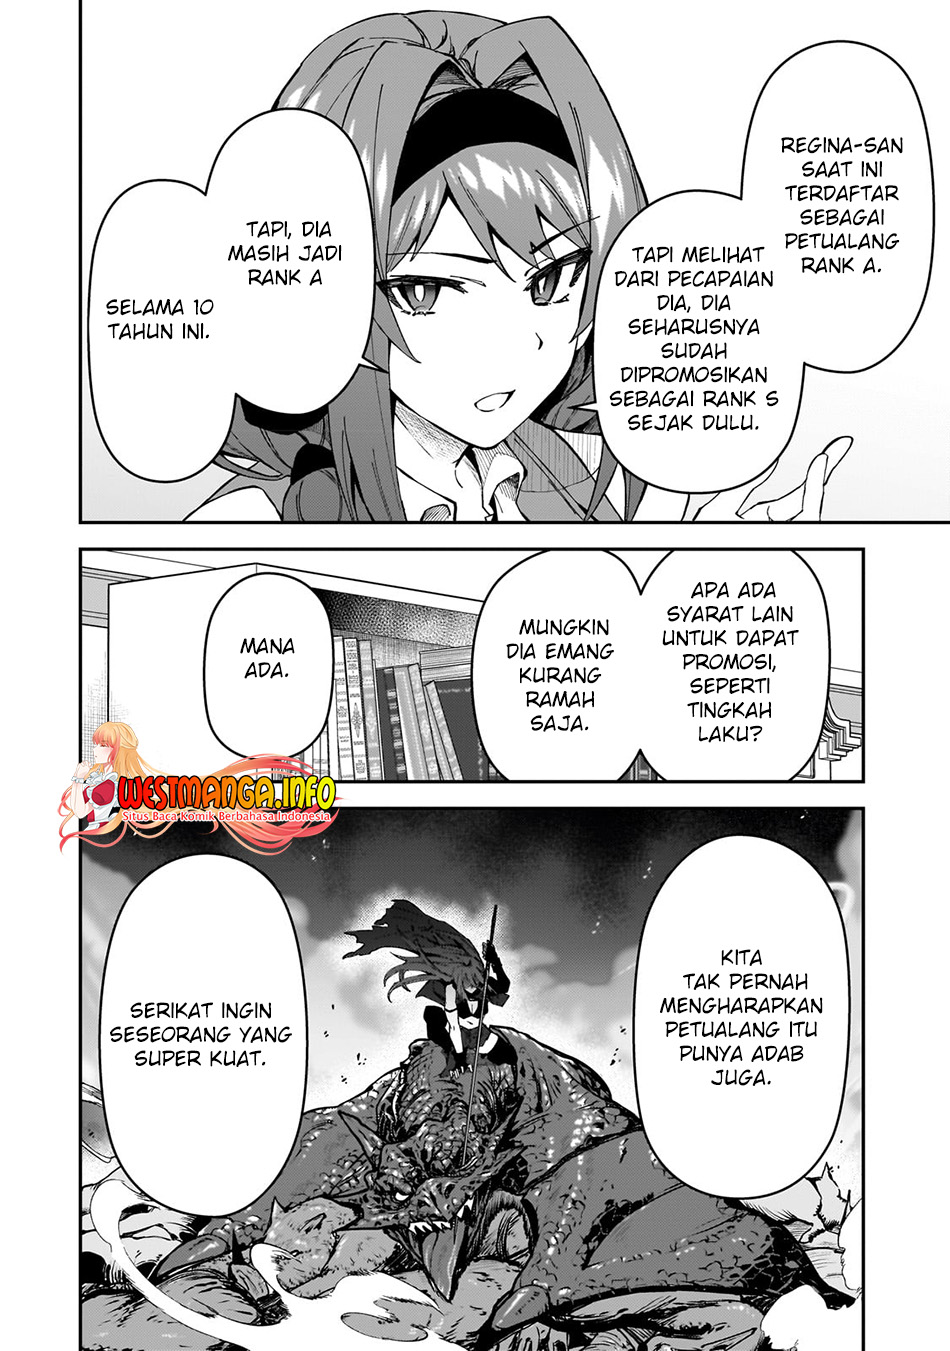 REGINA-SAN
SAAT INI
TERDAFTAR
SEBAGAI
PETUALANG
RANK A.
TAPI MELIHAT
DARI PECAPAIAN
DIA, DIA
SEHARUSNYA
SUDAH
DIPROMOSIKAN
SEBAGAI RANK S
SEJAK DULU.
TAPI, DIA
MASIH JADI
RANK A
SELAMA 10
TAHUN INI.
APA ADA
SYARAT LAIN
UNTUK DAPAT
PROMOSI,
SEPERTI
TINGKAH
LAKU?
MUNGKIN
DIA EMANG
KURANG
RAMAH
SAJA.
MANA
ADA.
WESTMANGA.INFO
Situs Baca Komik Berbahasa Indonesia
KITA
TAK PERNAH
MENGHARAPKAN
PETUALANG ITU
PUNYA ADAB
JUGA.
SERIKAT INGIN
SESEORANG YANG
SUPER KUAT.